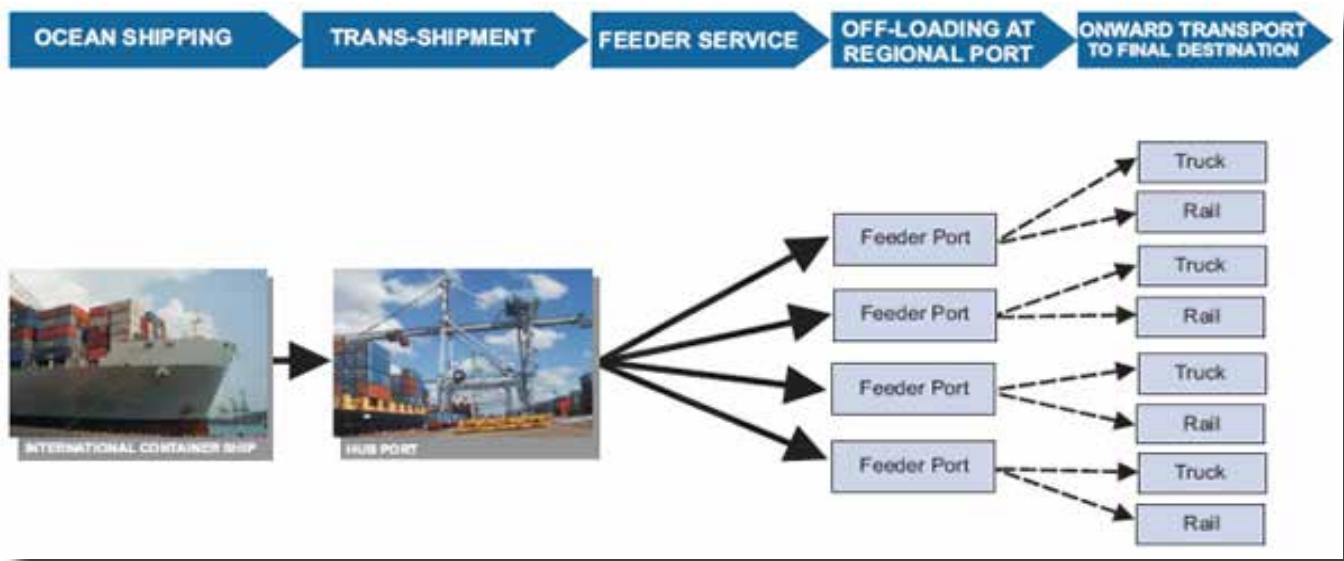 OCEAN SHIPPING
TRANS-SHIPMENT
FEEDER SERVICE
OFF-LOADING AT
REGIONAL PORT
ONWARD TRANSPORT
TO FINAL DESTINATION
INTERNATIONAL CONTAINER SHIP
HUB PORT
Feeder Port
Feeder Port
Feeder Port
Feeder Port
Truck
Rail
Truck
Rail
Truck
Rail
Truck
Rail